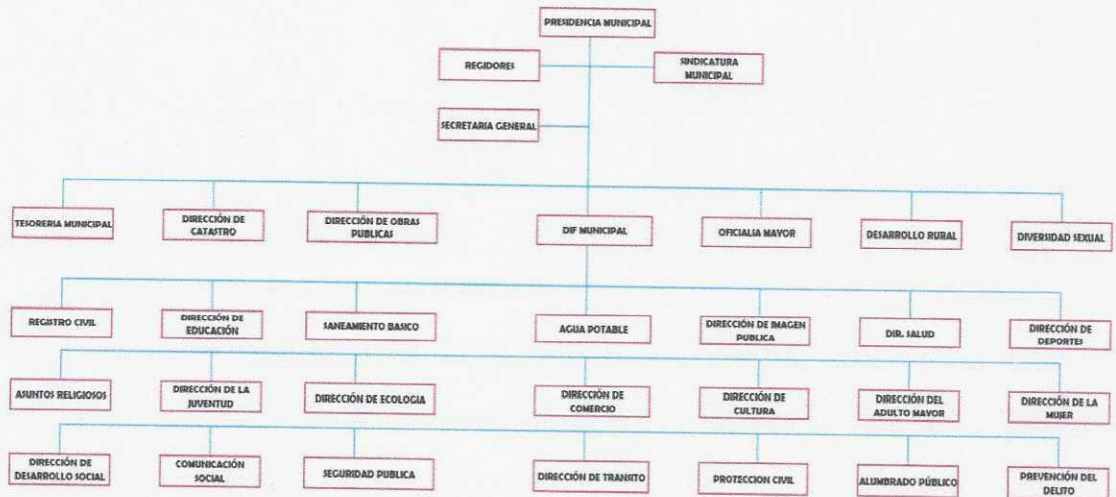 PRESIDENCIA MUNICIPAL
REGIDORES
SINDICATURA
MUNICIPAL
SECRETARIA GENERAL
TESORERIA MUNICIPAL
DIRECCIÓN DE
CATASTRO
DIRECCIÓN DE OBRAS
PUBLICAS
DIF MUNICIPAL
OFICIALIA MAYOR
DESARROLLO RURAL
DIVERSIDAD SEXUAL
REGISTRO CIVIL
DIRECCIÓN DE
EDUCACIÓN
SANEAMIENTO BASICO
AGUA POTABLE
DIRECCIÓN DE IMAGEN
PUBLICA
DIR. SALUD
DIRECCIÓN DE
DEPORTES
ASUNTOS RELIGIOSOS
DIRECCIÓN DE LA
JUVENTUD
DIRECCIÓN DE ECOLOGIA
DIRECCIÓN DE
COMERCIO
DIRECCIÓN DE
CULTURA
DIRECCIÓN DEL
ADULTO MAYOR
DIRECCIÓN DE LA
MUJER
DIRECCIÓN DE
DESARROLLO SOCIAL
COMUNICACIÓN
SOCIAL
SEGURIDAD PUBLICA
DIRECCIÓN DE TRANSITO
PROTECCION CIVIL
ALUMBRADO PÚBLICO
PREVENCIÓN DEL
DELITO